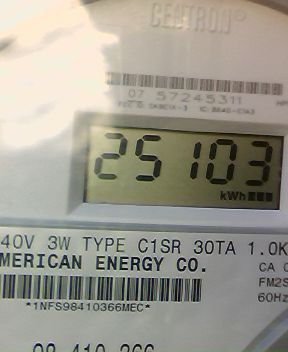 CENTRON®
07 57245311
25103
kWh
40V 3W TYPE C1SR 30TA 1.0K
MERICAN ENERGY CO.
CA 0
FM2S
60Hz
*1NFS98410366MEC*